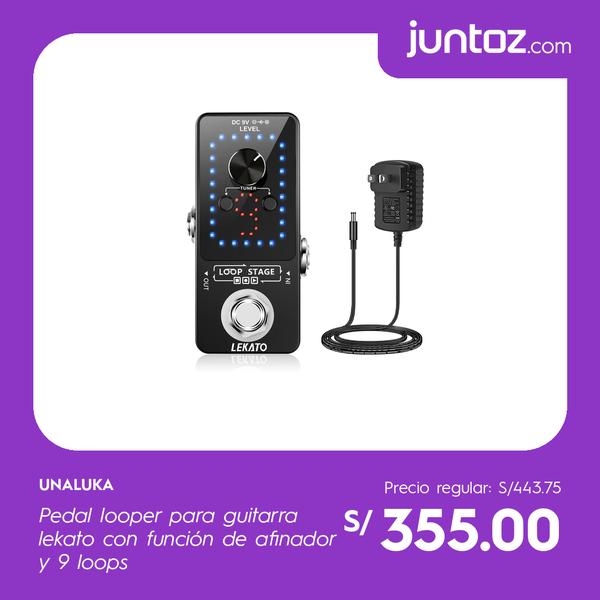 juntoz.com
DC 9V
LEVEL
TUNER
9
LOOP STAGE
◄ OUT
◄ IN
LEKATO
UNALUKA
Precio regular: S/443.75
Pedal looper para guitarra
lekato con función de afinador
y 9 loops
S/ 355.00